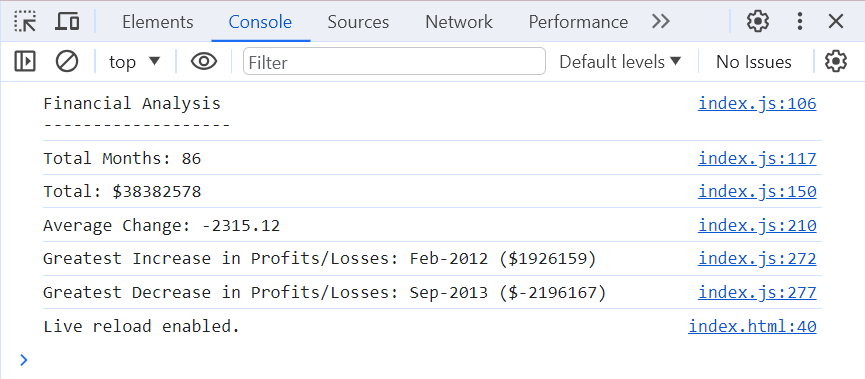 Elements Console Sources Network Performance
top Filter Default levels No Issues
Financial Analysis index.js:106
-------------------
Total Months: 86 index.js:117
Total: $38382578 index.js:150
Average Change: -2315.12 index.js:210
Greatest Increase in Profits/Losses: Feb-2012 ($1926159) index.js:272
Greatest Decrease in Profits/Losses: Sep-2013 ($-2196167) index.js:277
Live reload enabled. index.html:40